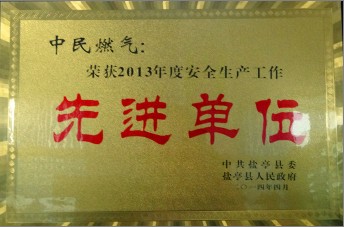 中民燃气：
荣获2013年度安全生产工作
先进单位
中共盐亭县委
盐亭县人民政府
二〇一四年四月